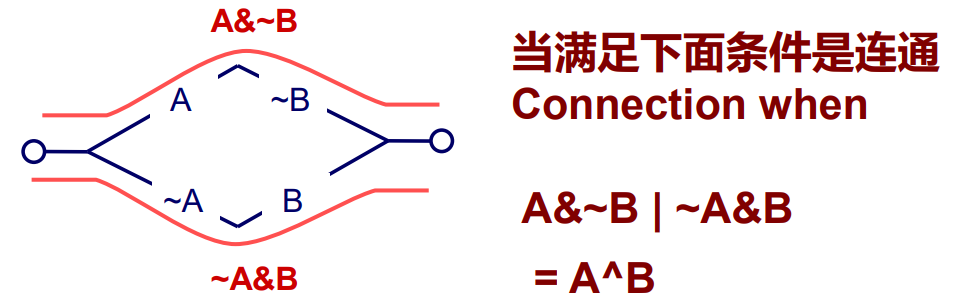 A&~B
A
~B
~A
B
~A&B
当满足下面条件是连通
Connection when
A&~B | ~A&B
= A^B